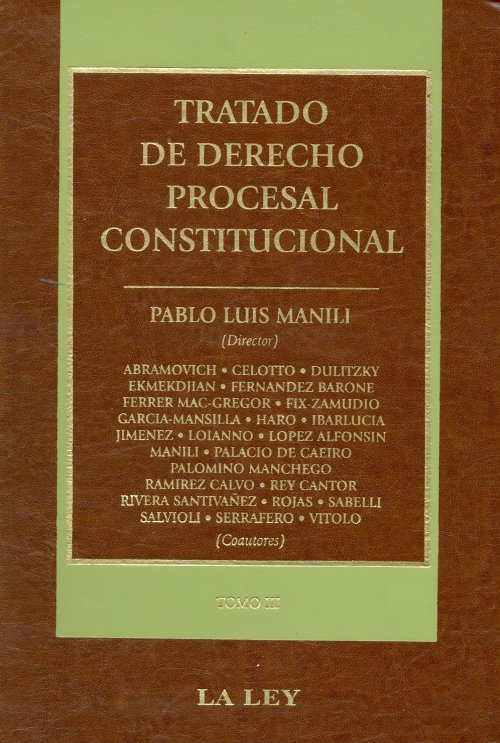 TRATADO
DE DERECHO
PROCESAL
CONSTITUCIONAL
PABLO LUIS MANILI
(Director)
ABRAMOVICH • CELOTTO • DULITZKY
EKMEKDJIAN • FERNANDEZ BARONE
FERRER MAC-GREGOR • FIX-ZAMUDIO
GARCIA-MANSILLA • HARO • IBARLUCIA
JIMENEZ • LOIANNO • LOPEZ ALFONSIN
MANILI • PALACIO DE CAEIRO
PALOMINO MANCHEGO
RAMIREZ CALVO • REY CANTOR
RIVERA SANTIVAÑEZ • ROJAS • SABELLI
SALVIOLI • SERRAFERO • VITOLO
(Coautores)
TOMO III
LA LEY